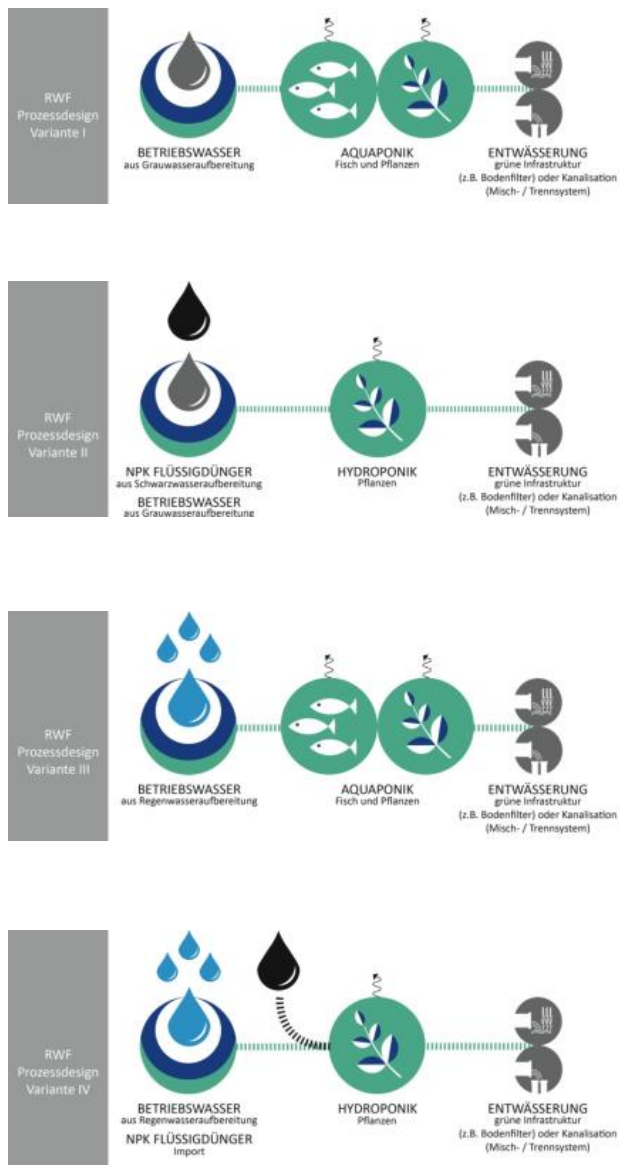 RWF
Prozessdesign
Variante I
BETRIEBSWASSER
aus Grauwasseraufbereitung
AQUAPONIK
Fisch und Pflanzen
ENTWÄSSERUNG
grüne Infrastruktur
(z.B. Bodenfilter) oder Kanalisation
(Misch- / Trennsystem)
RWF
Prozessdesign
Variante II
NPK FLÜSSIGDÜNGER
aus Schwarzwasseraufbereitung
BETRIEBSWASSER
aus Grauwasseraufbereitung
HYDROPONIK
Pflanzen
ENTWÄSSERUNG
grüne Infrastruktur
(z.B. Bodenfilter) oder Kanalisation
(Misch- / Trennsystem)
RWF
Prozessdesign
Variante III
BETRIEBSWASSER
aus Regenwasseraufbereitung
AQUAPONIK
Fisch und Pflanzen
ENTWÄSSERUNG
grüne Infrastruktur
(z.B. Bodenfilter) oder Kanalisation
(Misch- / Trennsystem)
RWF
Prozessdesign
Variante IV
BETRIEBSWASSER
aus Regenwasseraufbereitung
NPK FLÜSSIGDÜNGER
Import
HYDROPONIK
Pflanzen
ENTWÄSSERUNG
grüne Infrastruktur
(z.B. Bodenfilter) oder Kanalisation
(Misch- / Trennsystem)